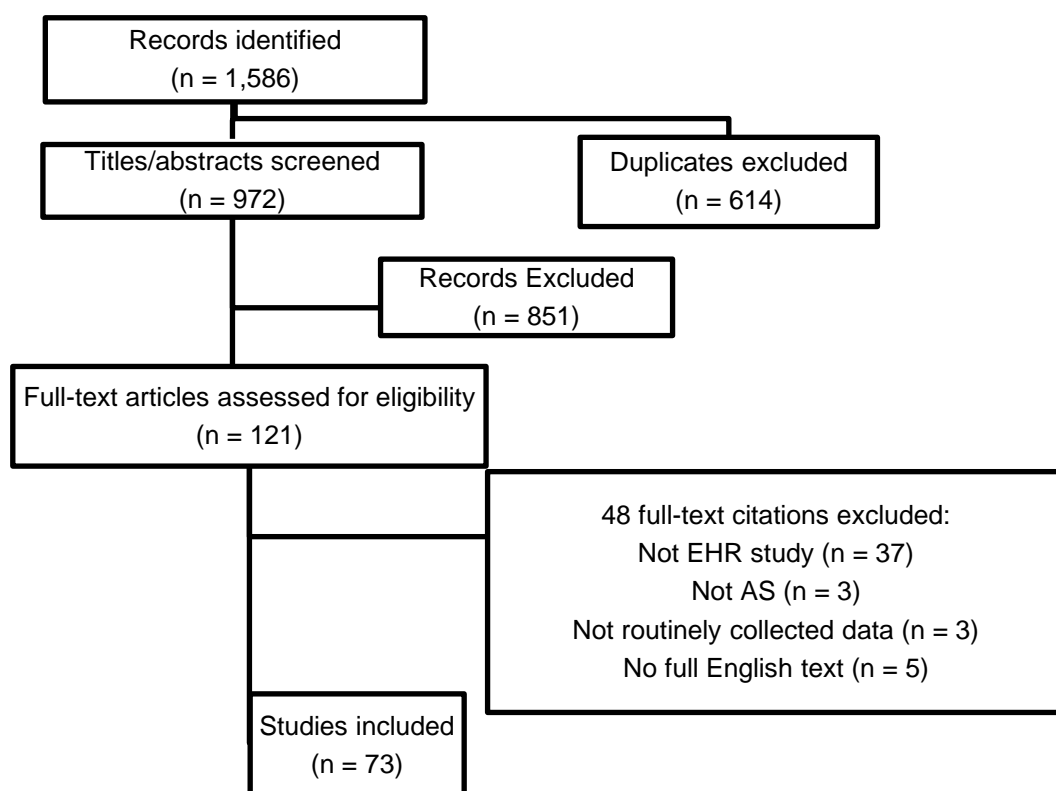 Records identified
(n = 1,586)
Titles/abstracts screened
(n = 972)
Duplicates excluded
(n = 614)
Records Excluded
(n = 851)
Full-text articles assessed for eligibility
(n = 121)
48 full-text citations excluded:
Not EHR study (n = 37)
Not AS (n = 3)
Not routinely collected data (n = 3)
No full English text (n = 5)
Studies included
(n = 73)